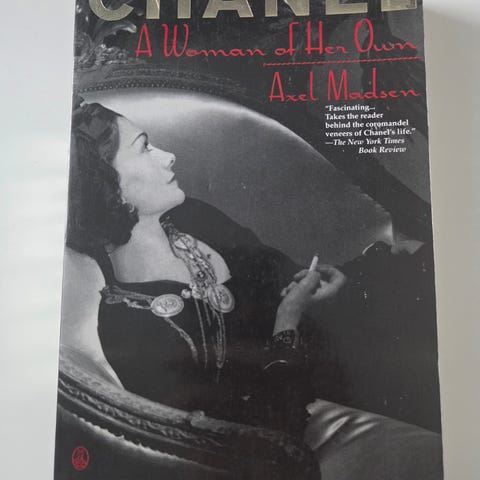 CHANEL
A Woman of Her Own
Axel Madsen
"Fascinating...
Takes the reader
behind the coromandel
veneers of Chanel's life."
—The New York Times
Book Review